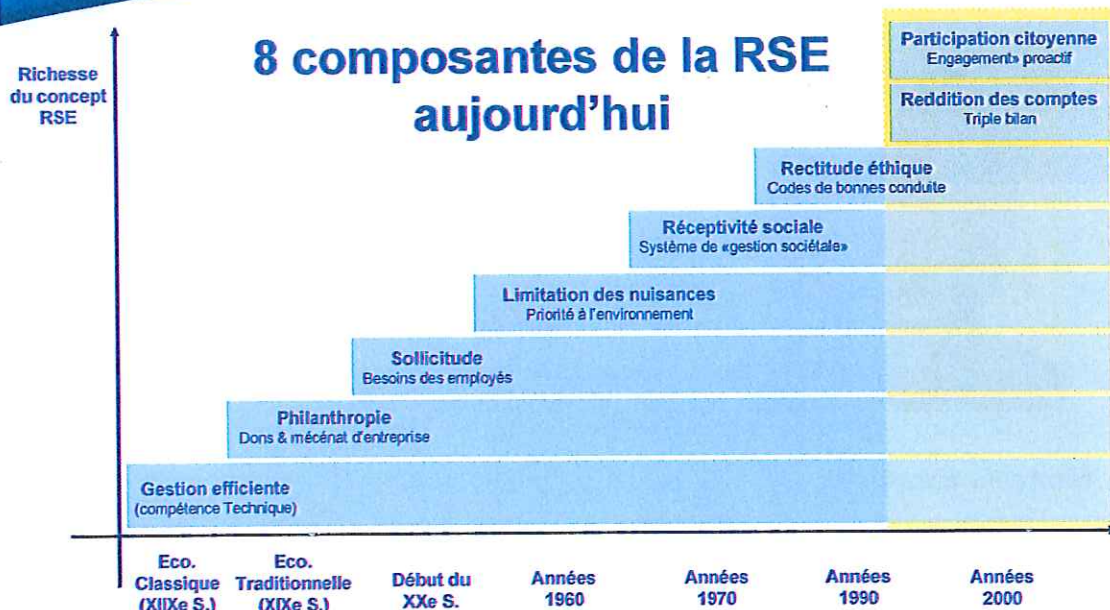 8 composantes de la RSE
aujourd'hui
Richesse
du concept
RSE
Participation citoyenne
Engagement» proactif
Reddition des comptes
Triple bilan
Rectitude éthique
Codes de bonnes conduite
Réceptivité sociale
Système de «gestion sociétale»
Limitation des nuisances
Priorité à l'environnement
Sollicitude
Besoins des employés
Philanthropie
Dons & mécénat d'entreprise
Gestion efficiente
(compétence Technique)
Eco.
Classique
(XIIXe S.)
Eco.
Traditionnelle
(XIXe S.)
Début du
XXe S.
Années
1960
Années
1970
Années
1990
Années
2000